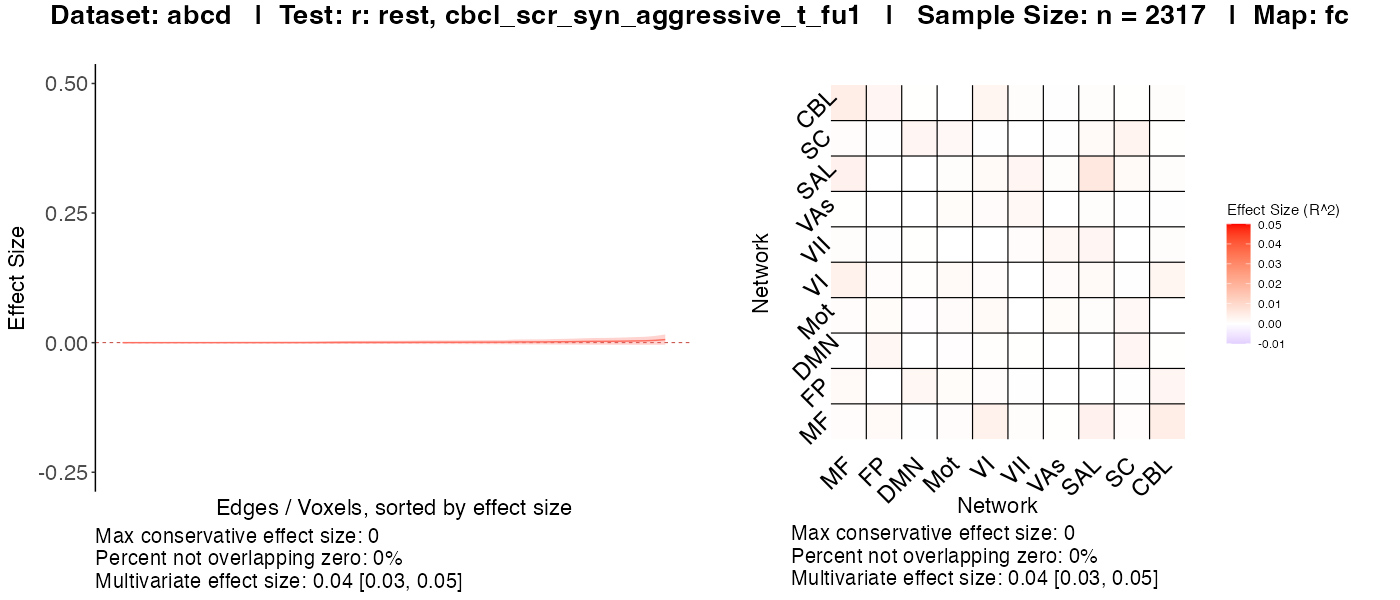 Dataset: abcd | Test: r: rest, cbcl_scr_syn_aggressive_t_fu1 | Sample Size: n = 2317 | Map: fc
Effect Size
0.50
0.25
0.00
-0.25
Edges / Voxels, sorted by effect size
Max conservative effect size: 0
Percent not overlapping zero: 0%
Multivariate effect size: 0.04 [0.03, 0.05]
Network
CBL
SC
SAL
VAs
VII
VI
Mot
DMN
FP
MF
MF FP DMN Mot VI VII VAs SAL SC CBL
Network
Max conservative effect size: 0
Percent not overlapping zero: 0%
Multivariate effect size: 0.04 [0.03, 0.05]
Effect Size (R^2)
0.05
0.04
0.03
0.02
0.01
0.00
-0.01